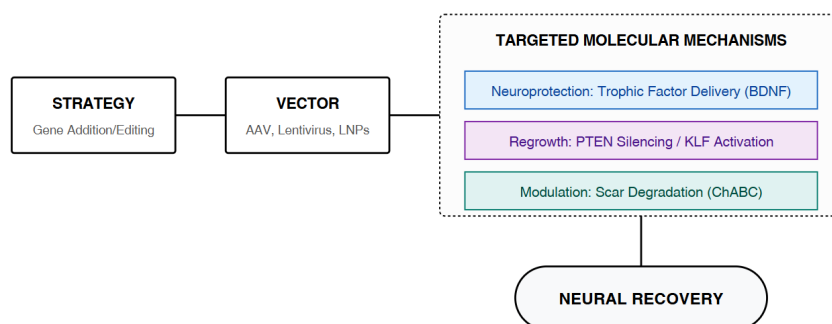 STRATEGY
Gene Addition/Editing
VECTOR
AAV, Lentivirus, LNPs
TARGETED MOLECULAR MECHANISMS
Neuroprotection: Trophic Factor Delivery (BDNF)
Regrowth: PTEN Silencing / KLF Activation
Modulation: Scar Degradation (ChABC)
NEURAL RECOVERY